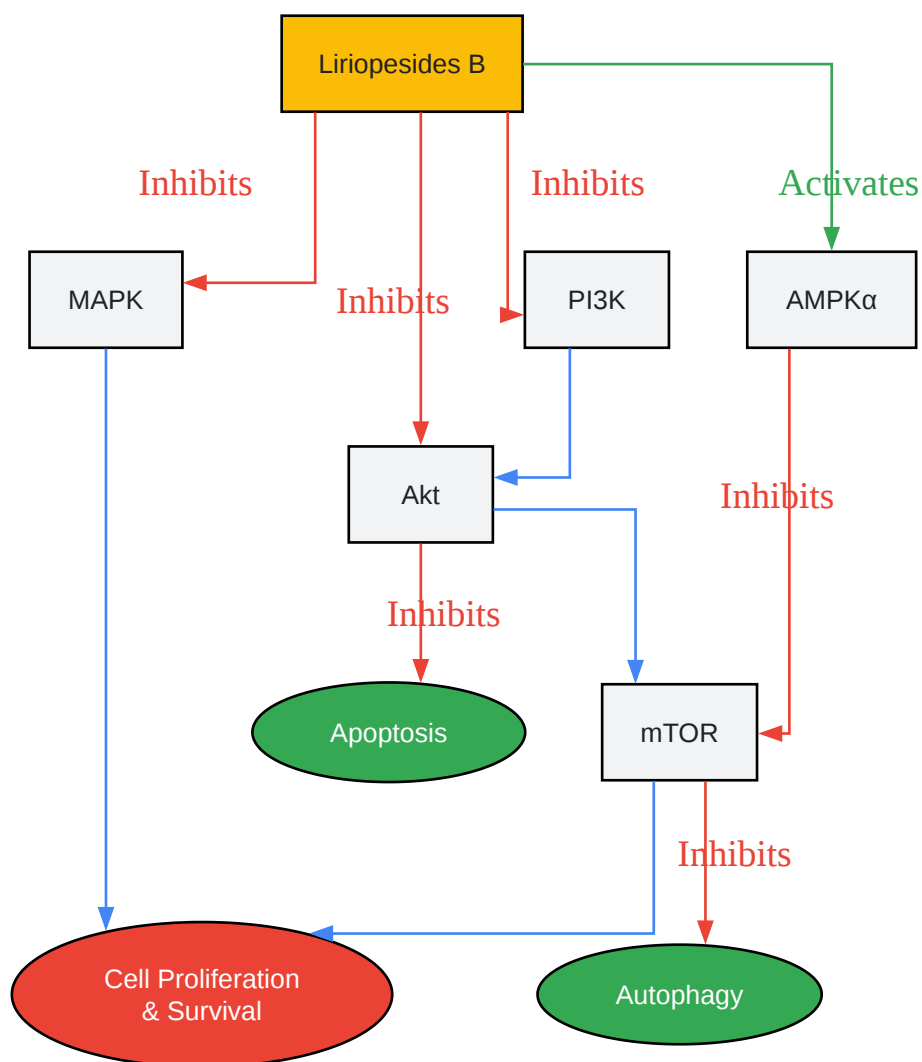 Liriopesides B
Inhibits
Inhibits
Activates
MAPK
Inhibits
PI3K
AMPKα
Akt
Inhibits
Inhibits
Apoptosis
mTOR
Inhibits
Cell Proliferation
& Survival
Autophagy